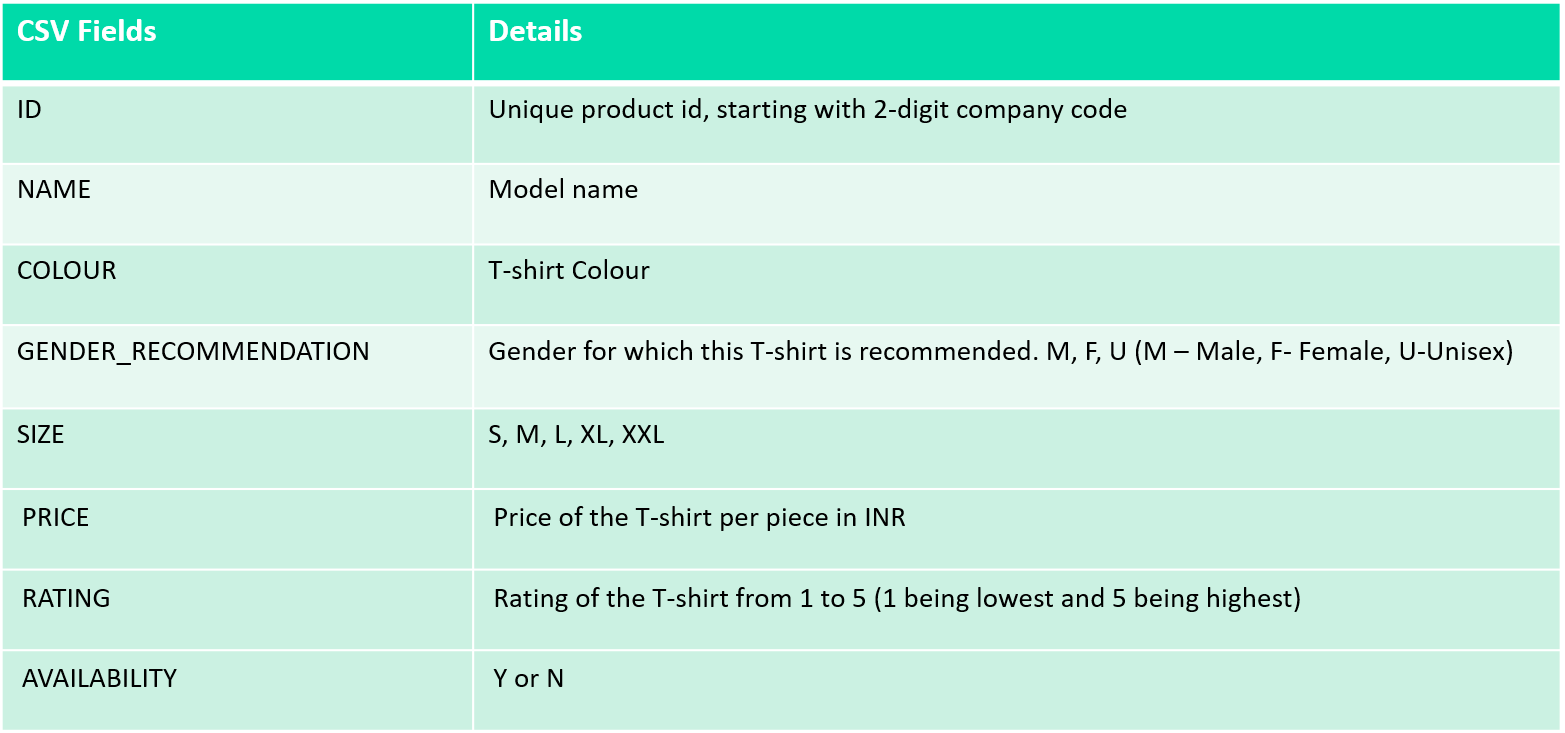 CSV Fields Details
ID Unique product id, starting with 2-digit company code
NAME Model name
COLOUR T-shirt Colour
GENDER_RECOMMENDATION Gender for which this T-shirt is recommended. M, F, U (M – Male, F- Female, U-Unisex)
SIZE S, M, L, XL, XXL
PRICE Price of the T-shirt per piece in INR
RATING Rating of the T-shirt from 1 to 5 (1 being lowest and 5 being highest)
AVAILABILITY Y or N